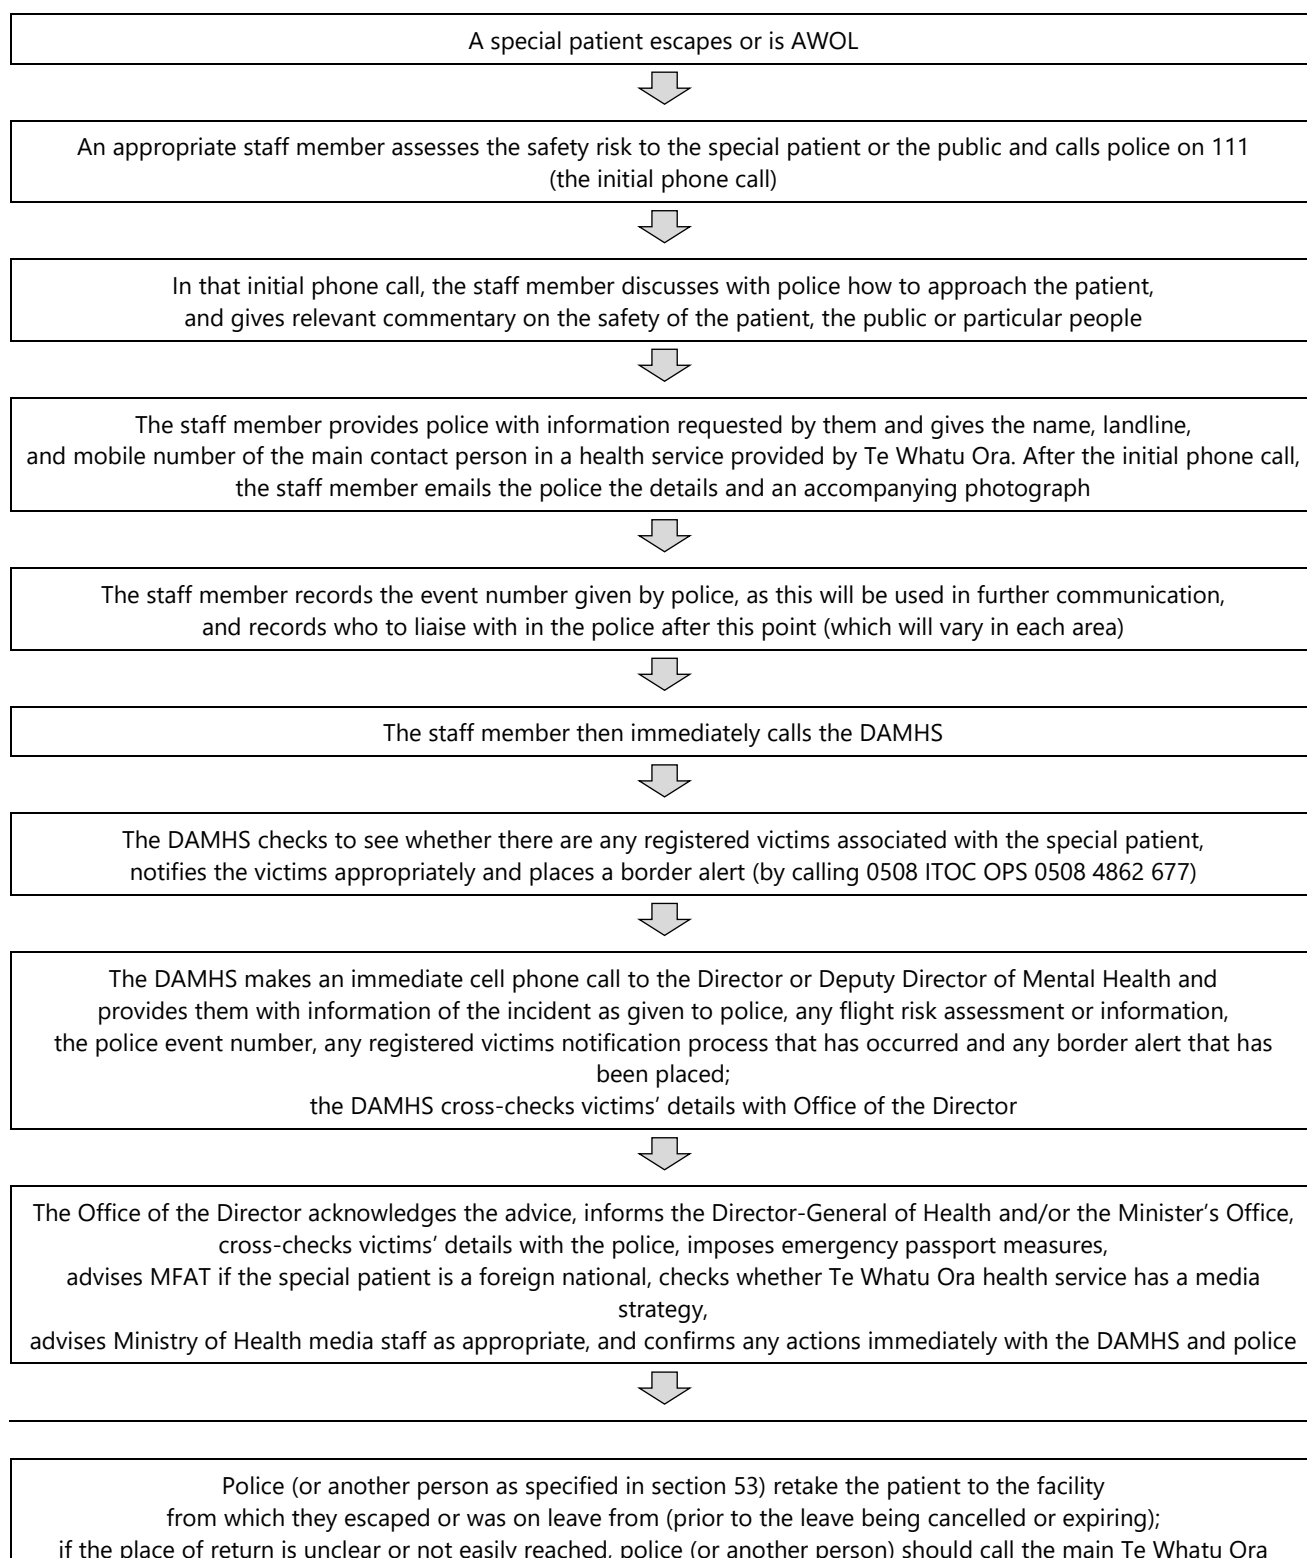 A special patient escapes or is AWOL
An appropriate staff member assesses the safety risk to the special patient or the public and calls police on 111
(the initial phone call)
In that initial phone call, the staff member discusses with police how to approach the patient,
and gives relevant commentary on the safety of the patient, the public or particular people
The staff member provides police with information requested by them and gives the name, landline,
and mobile number of the main contact person in a health service provided by Te Whatu Ora. After the initial phone call,
the staff member emails the police the details and an accompanying photograph
The staff member records the event number given by police, as this will be used in further communication,
and records who to liaise with in the police after this point (which will vary in each area)
The staff member then immediately calls the DAMHS
The DAMHS checks to see whether there are any registered victims associated with the special patient,
notifies the victims appropriately and places a border alert (by calling 0508 ITOC OPS 0508 4862 677)
The DAMHS makes an immediate cell phone call to the Director or Deputy Director of Mental Health and
provides them with information of the incident as given to police, any flight risk assessment or information,
the police event number, any registered victims notification process that has occurred and any border alert that has
been placed;
the DAMHS cross-checks victims' details with Office of the Director
The Office of the Director acknowledges the advice, informs the Director-General of Health and/or the Minister's Office,
cross-checks victims' details with the police, imposes emergency passport measures,
advises MFAT if the special patient is a foreign national, checks whether Te Whatu Ora health service has a media
strategy,
advises Ministry of Health media staff as appropriate, and confirms any actions immediately with the DAMHS and police
Police (or another person as specified in section 53) retake the patient to the facility
from which they escaped or was on leave from (prior to the leave being cancelled or expiring);
if the place of return is unclear or not easily reached, police (or another person) should call the main Te Whatu Ora